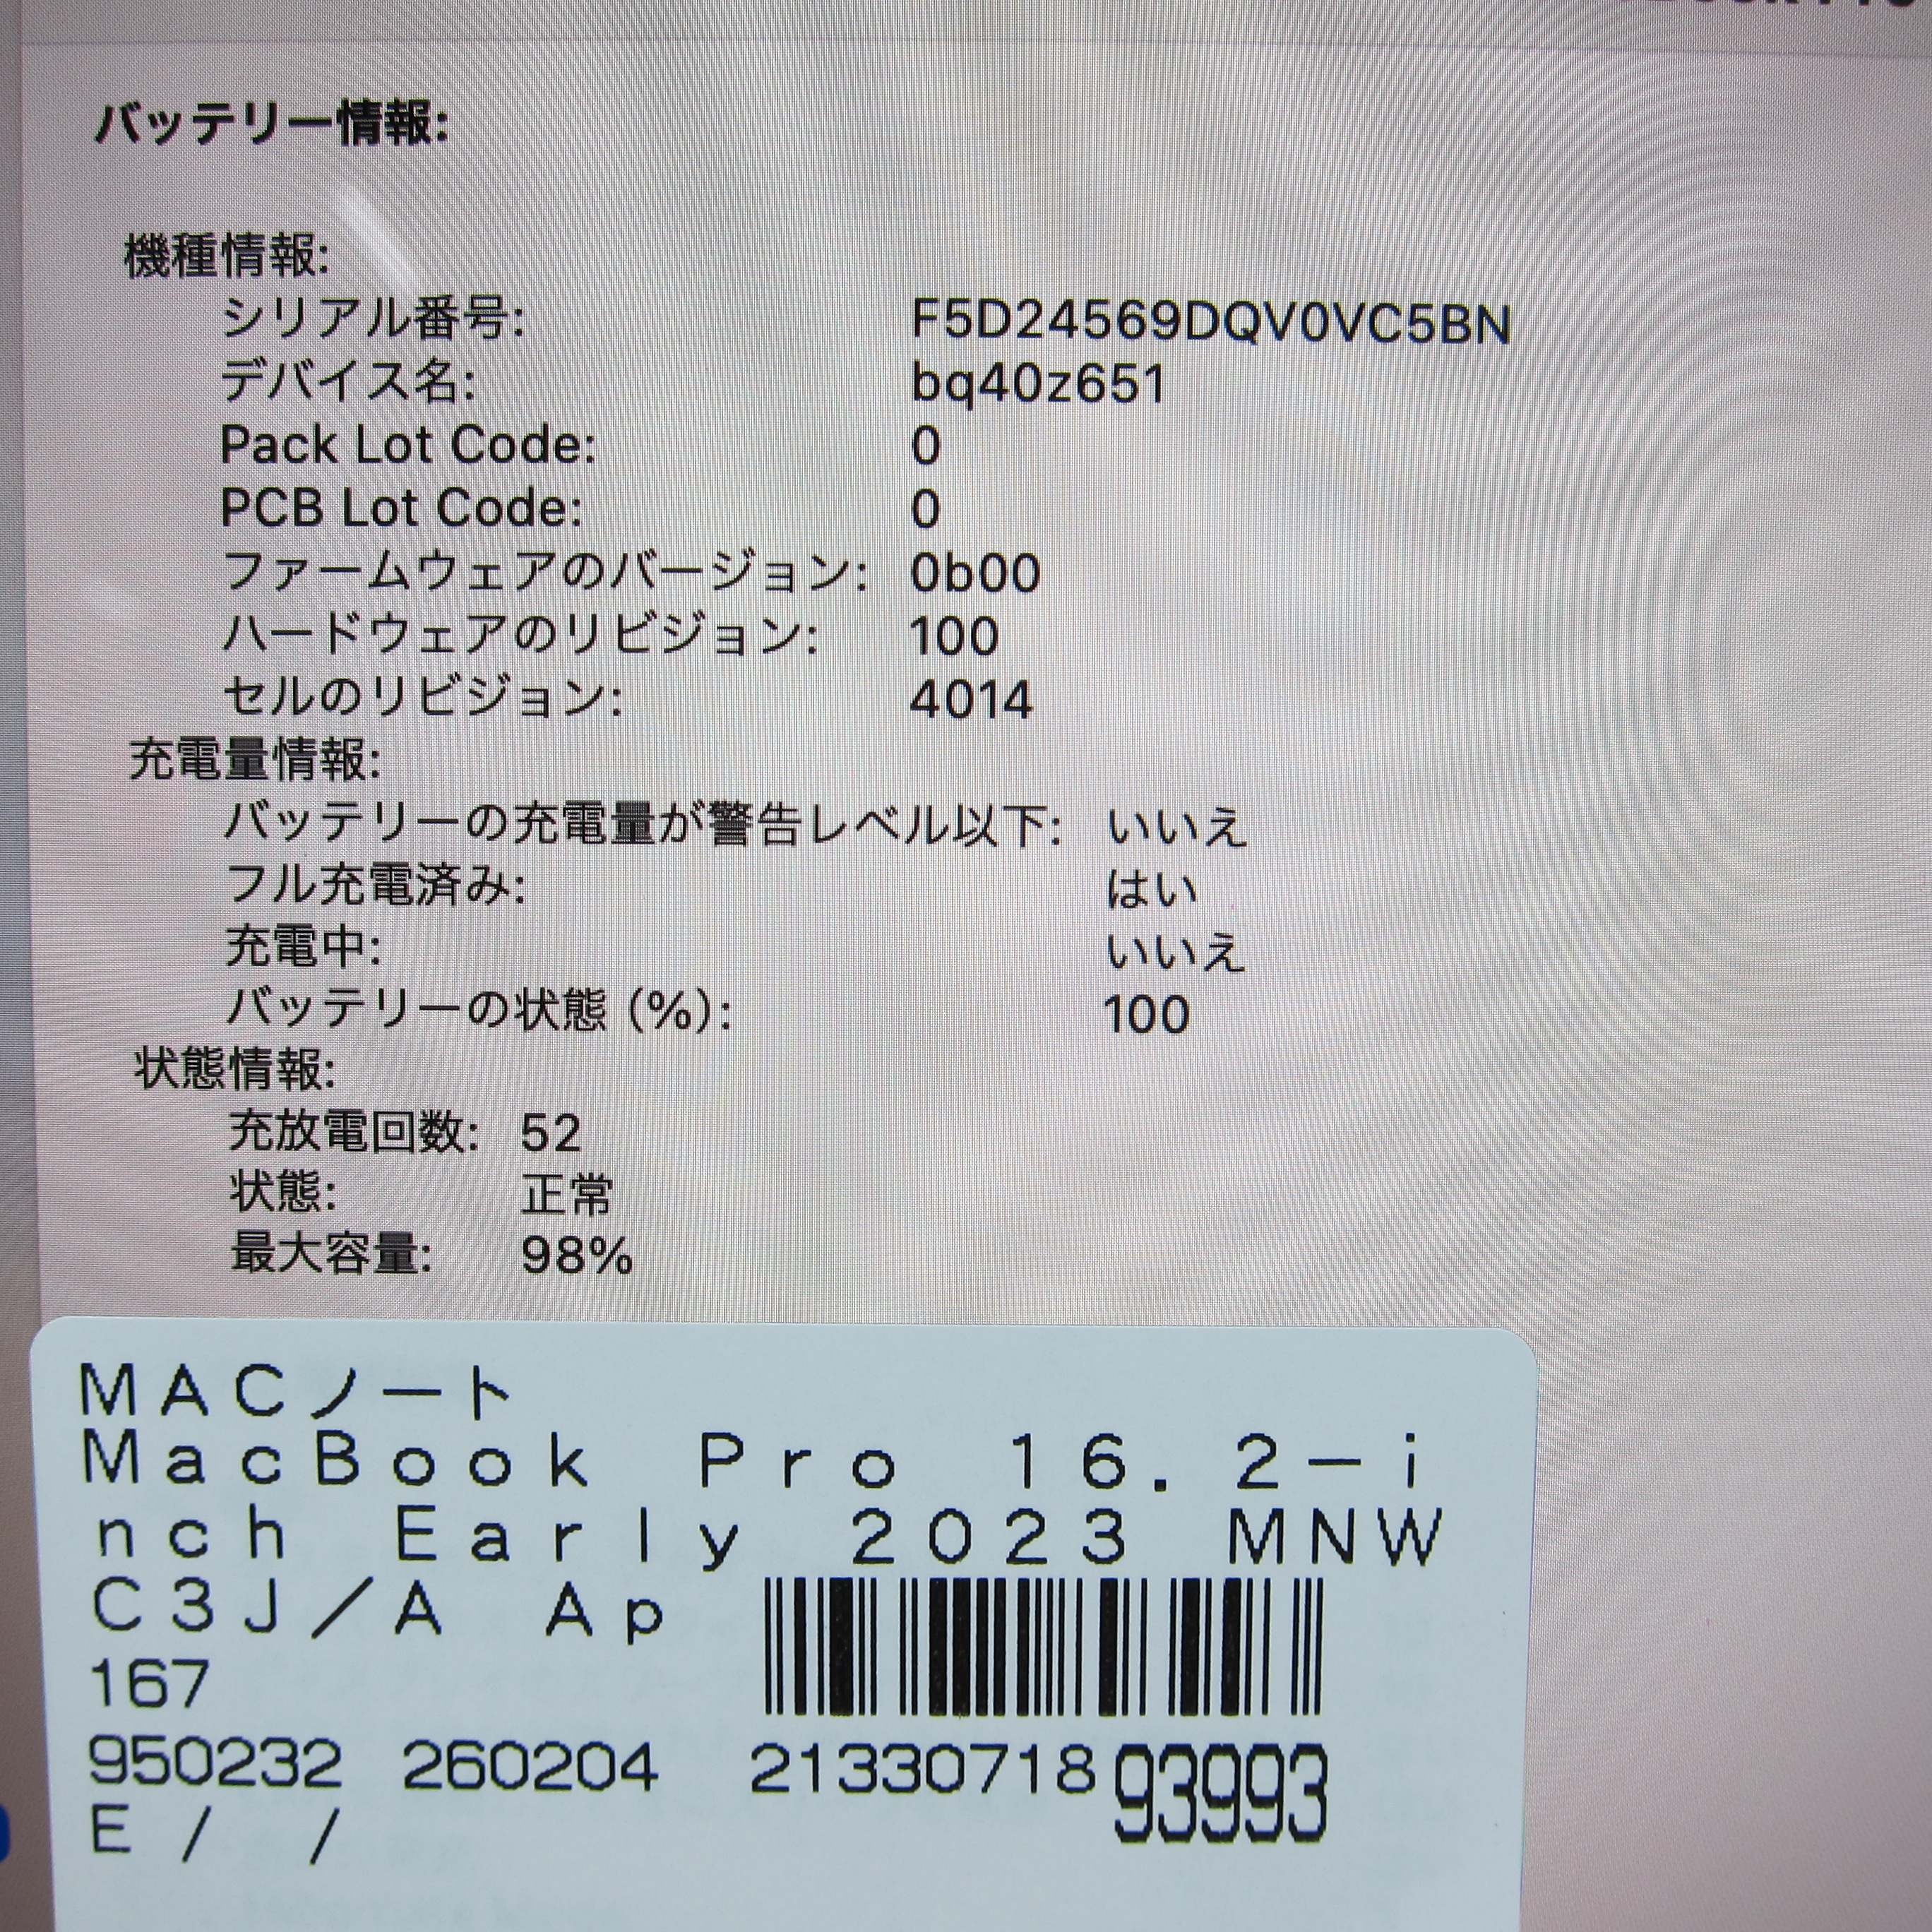 バッテリー情報:
機種情報:
シリアル番号: F5D24569DQV0VC5BN
デバイス名: bq40z651
Pack Lot Code: 0
PCB Lot Code: 0
ファームウェアのバージョン: 0b00
ハードウェアのリビジョン: 100
セルのリビジョン: 4014
充電量情報:
バッテリーの充電量が警告レベル以下: いいえ
フル充電済み: はい
充電中: いいえ
バッテリーの状態 (%): 100
状態情報:
充放電回数: 52
状態: 正常
最大容量: 98%
MACノート
MacBook Pro 16.2-i
nch Early 2023 MNW
C3J/A Ap
167
950232 260204 2133071893993
E / /